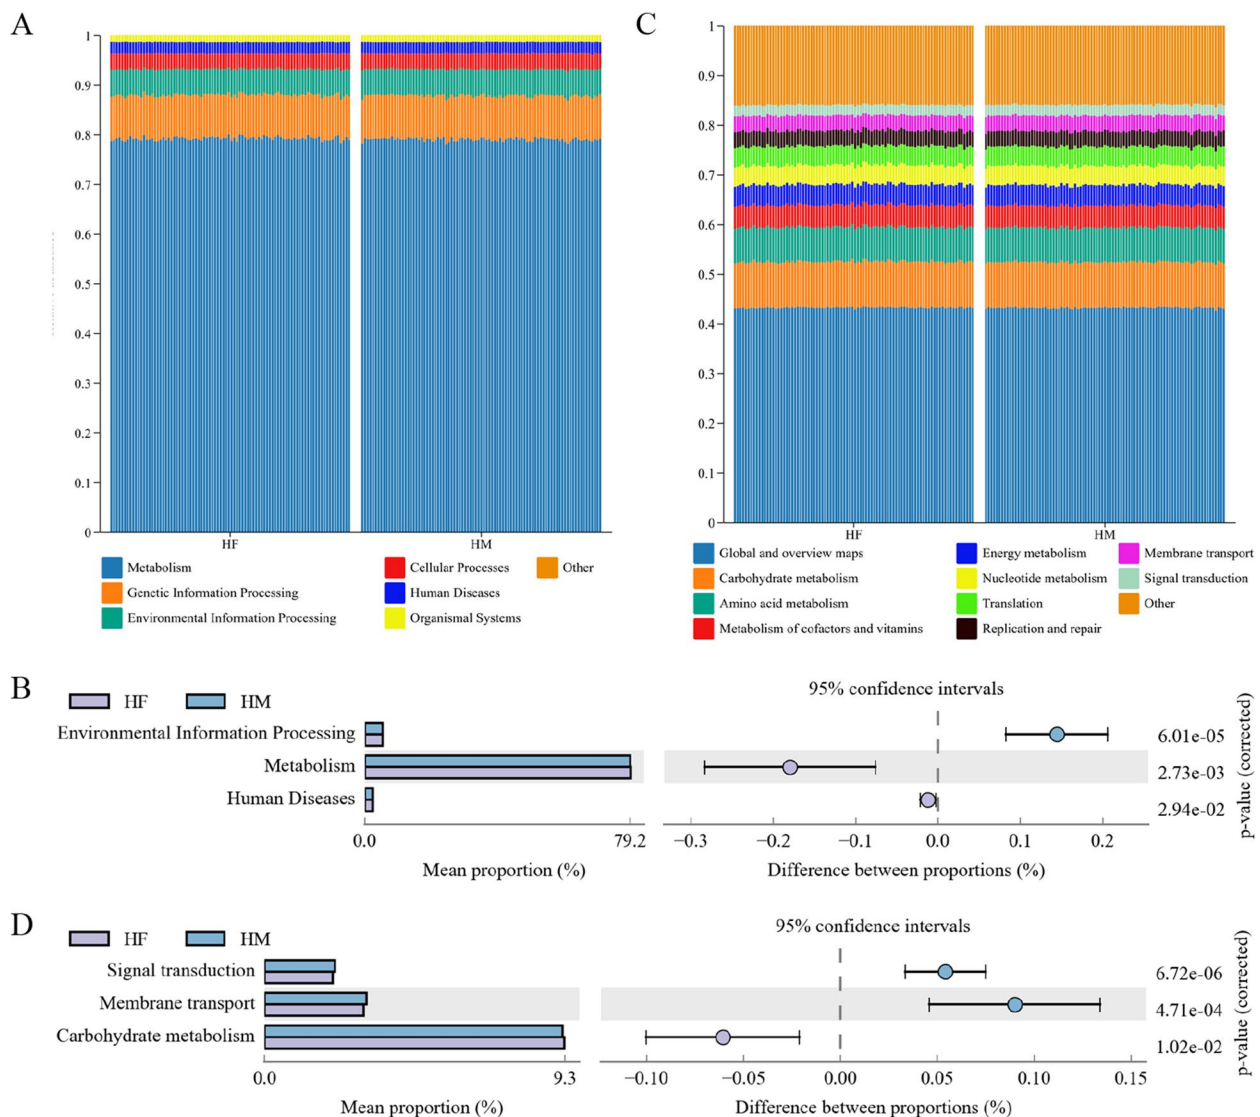 A
1
0.9
0.8
0.7
0.6
0.5
0.4
0.3
0.2
0.1
0
HF
HM
Metabolism
Genetic Information Processing
Environmental Information Processing
Cellular Processes
Human Diseases
Organismal Systems
Other
C
1
0.9
0.8
0.7
0.6
0.5
0.4
0.3
0.2
0.1
0
HF
HM
Global and overview maps
Carbohydrate metabolism
Amino acid metabolism
Metabolism of cofactors and vitamins
Energy metabolism
Nucleotide metabolism
Translation
Replication and repair
Membrane transport
Signal transduction
Other
B
HF HM
95% confidence intervals
Environmental Information Processing
Metabolism
Human Diseases
6.01e-05
2.73e-03
2.94e-02
p-value (corrected)
0.0 79.2
−0.3 −0.2 −0.1 0.0 0.1 0.2
Mean proportion (%)
Difference between proportions (%)
D
HF HM
95% confidence intervals
Signal transduction
Membrane transport
Carbohydrate metabolism
6.72e-06
4.71e-04
1.02e-02
p-value (corrected)
0.0 9.3
−0.10 −0.05 0.00 0.05 0.10 0.15
Mean proportion (%)
Difference between proportions (%)